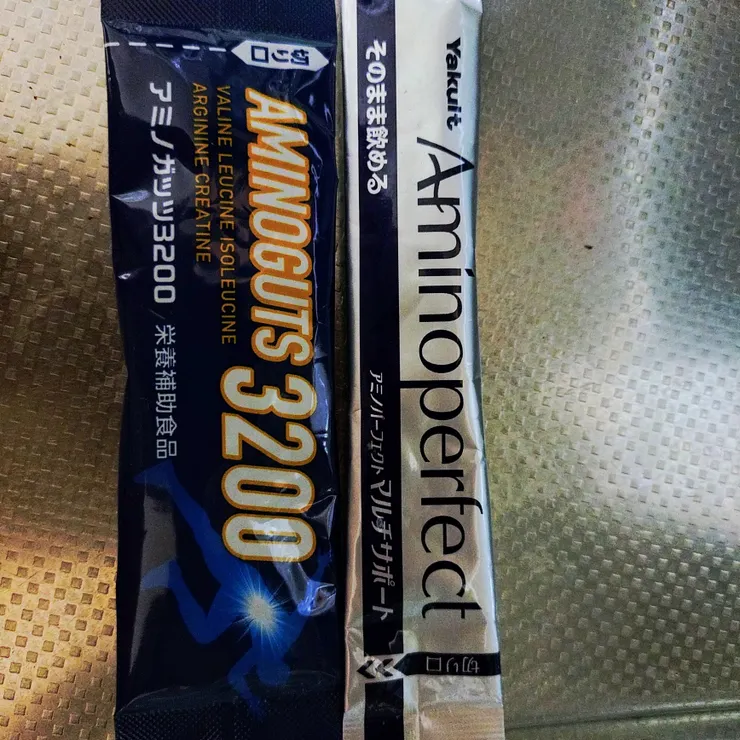 切り口
AMINOGUTS 3200
VALINE LEUCINE ISOLEUCINE
ARGININE CREATINE
アミノガッツ3200 / 栄養補助食品
Yakult
Aminoperfect
そのまま飲める
アミノパーフェクトマルチサポート
切り口